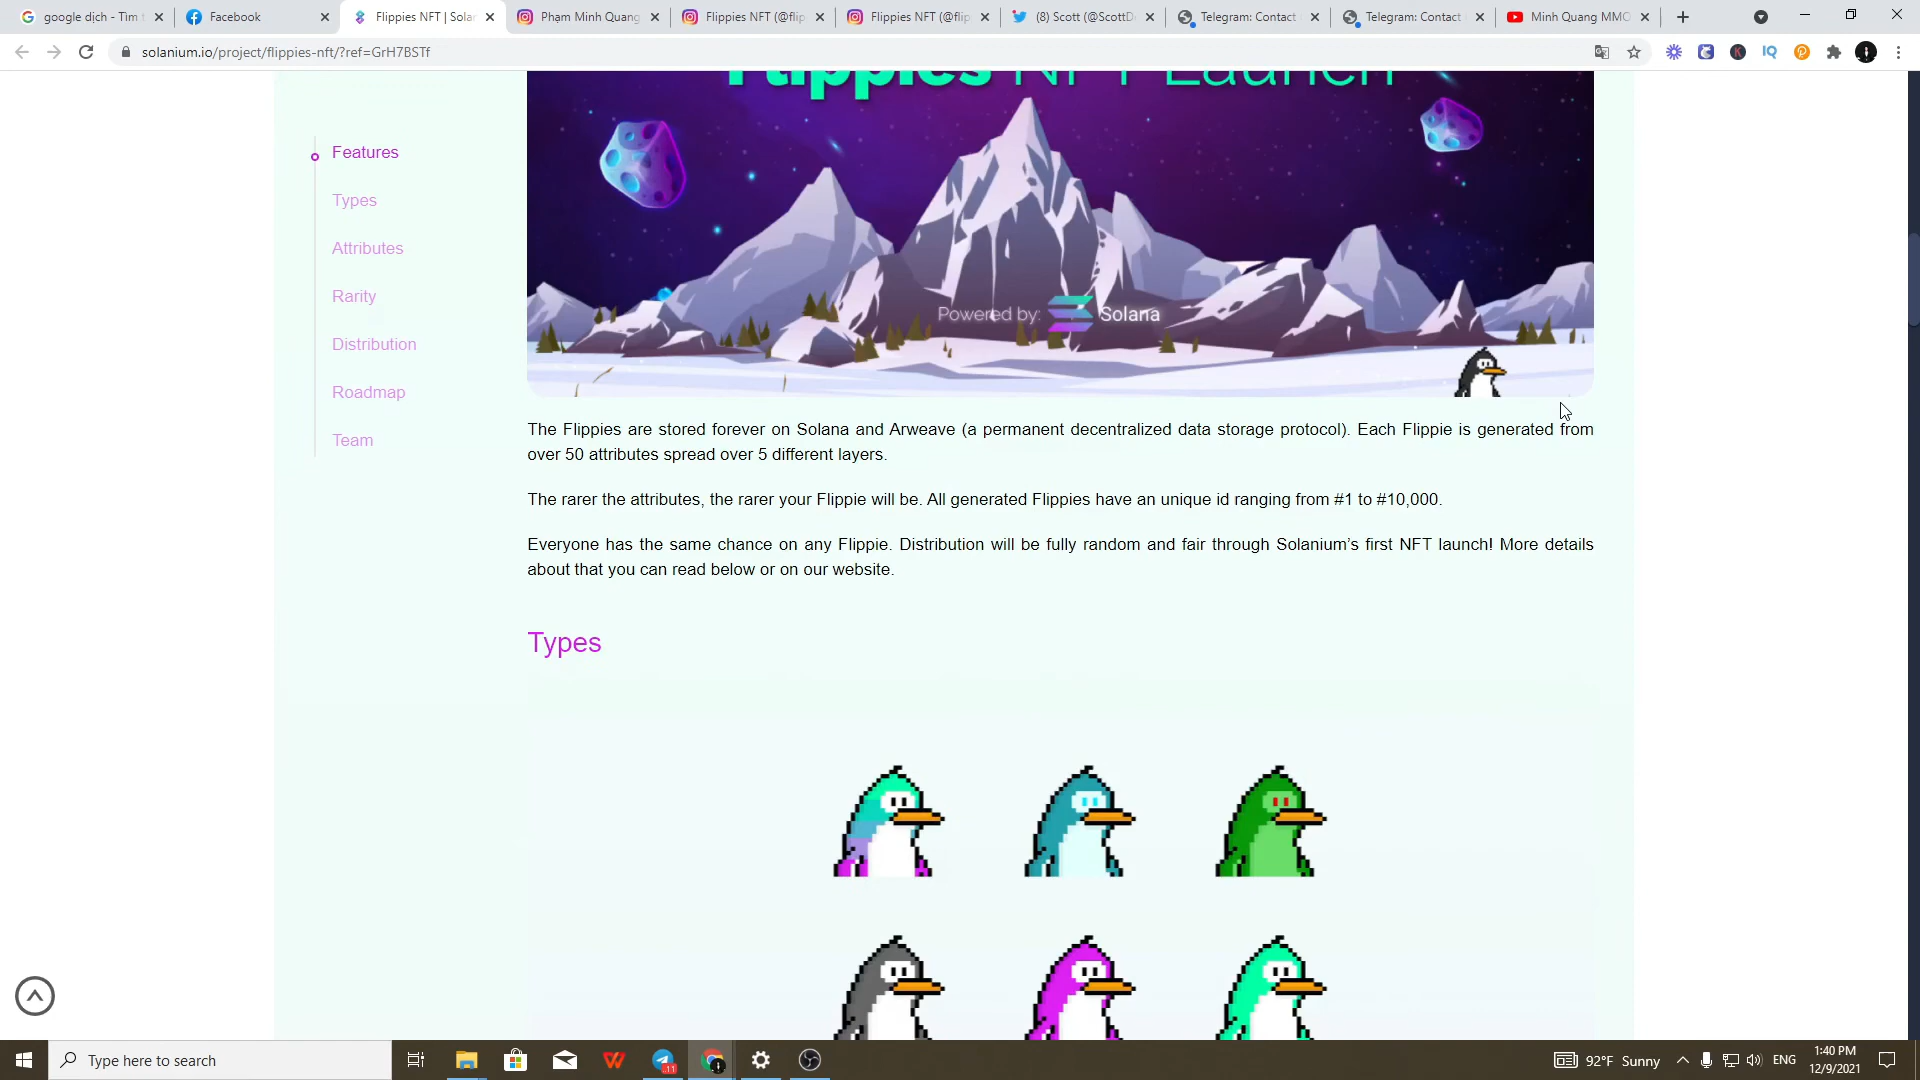 google dịch - Tìm
Facebook
Flippies NFT | Sola
Phạm Minh Quang
Flippies NFT (@flip
Flippies NFT (@flip
(8) Scott (@ScottD
Telegram: Contact
Telegram: Contact
Minh Quang MMO
solanium.io/project/flippies-nft/?ref=GrH7BSTf
Flippies NFT Launch
Features
Types
Attributes
Rarity
Distribution
Roadmap
Team
Powered by: Solana
The Flippies are stored forever on Solana and Arweave (a permanent decentralized data storage protocol). Each Flippie is generated from
over 50 attributes spread over 5 different layers.
The rarer the attributes, the rarer your Flippie will be. All generated Flippies have an unique id ranging from #1 to #10,000.
Everyone has the same chance on any Flippie. Distribution will be fully random and fair through Solanium's first NFT launch! More details
about that you can read below or on our website.
Types
Type here to search
92°F Sunny
ENG
1:40 PM
12/9/2021